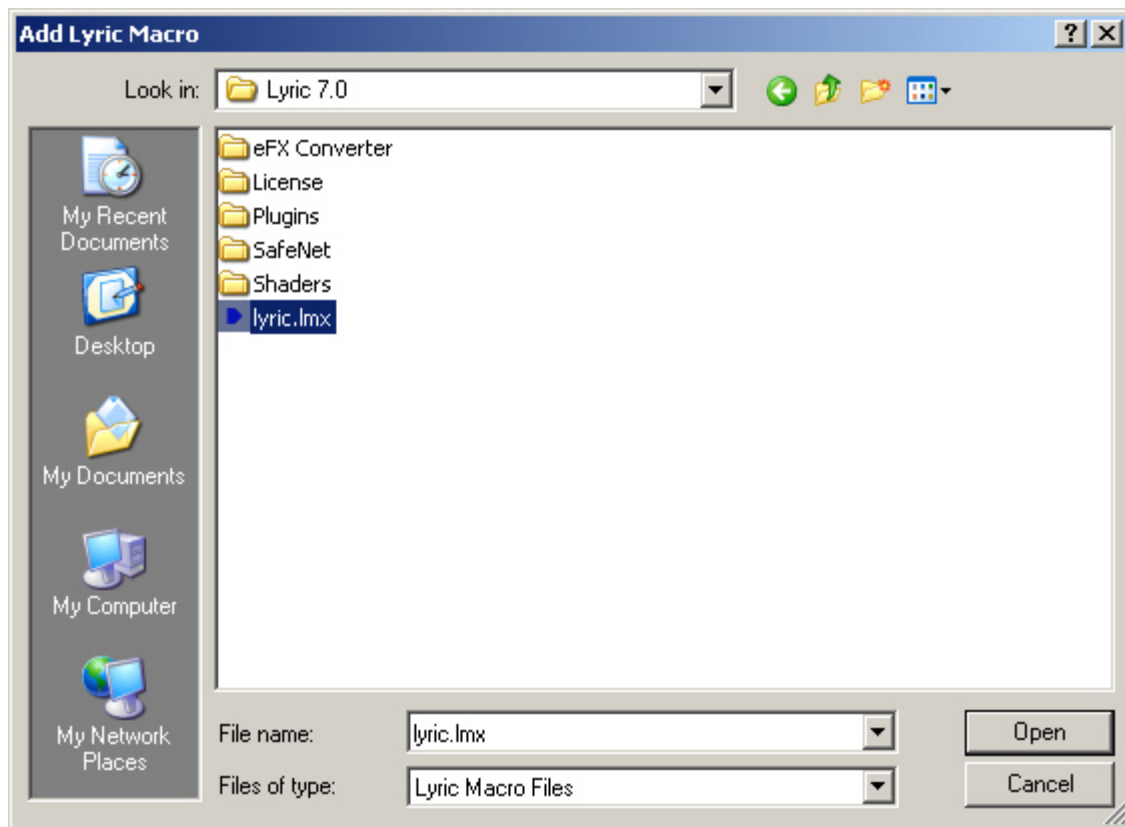 Add Lyric Macro
?
Look in:
Lyric 7.0
My Recent
Documents
Desktop
My Documents
My Computer
My Network
Places
eFX Converter
License
Plugins
SafeNet
Shaders
lyric.lmx
File name:
lyric.lmx
Open
Files of type:
Lyric Macro Files
Cancel